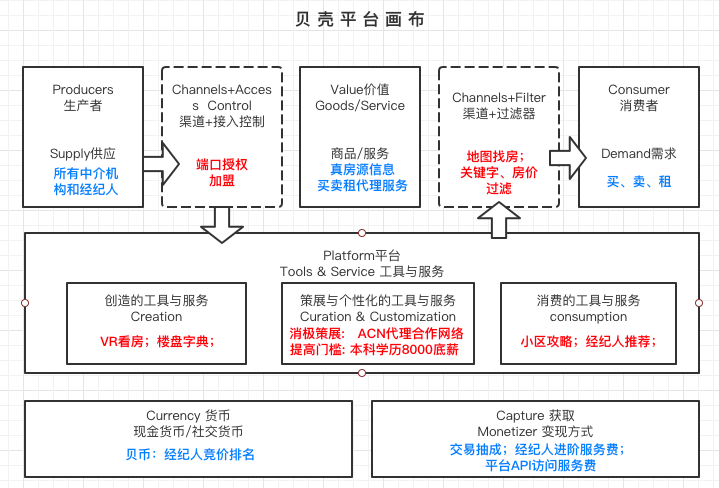 贝壳平台画布
Producers
生产者
Supply供应
所有中介机
构和经纪人
Channels+Acces
s Control
渠道+接入控制
端口授权
加盟
Value价值
Goods/Service
商品/服务
真房源信息
买卖租代理服务
Channels+Filter
渠道+过滤器
地图找房；
关键字、房价
过滤
Consumer
消费者
Demand需求
买、卖、租
Platform平台
Tools & Service 工具与服务
创造的工具与服务
Creation
VR看房；楼盘字典；
策展与个性化的工具与服务
Curation & Customization
消极策展： ACN代理合作网络
提高门槛: 本科学历8000底薪
消费的工具与服务
consumption
小区攻略；经纪人推荐；
Currency 货币
现金货币/社交货币
贝币：经纪人竞价排名
Capture 获取
Monetizer 变现方式
交易抽成；经纪人进阶服务费；
平台API访问服务费